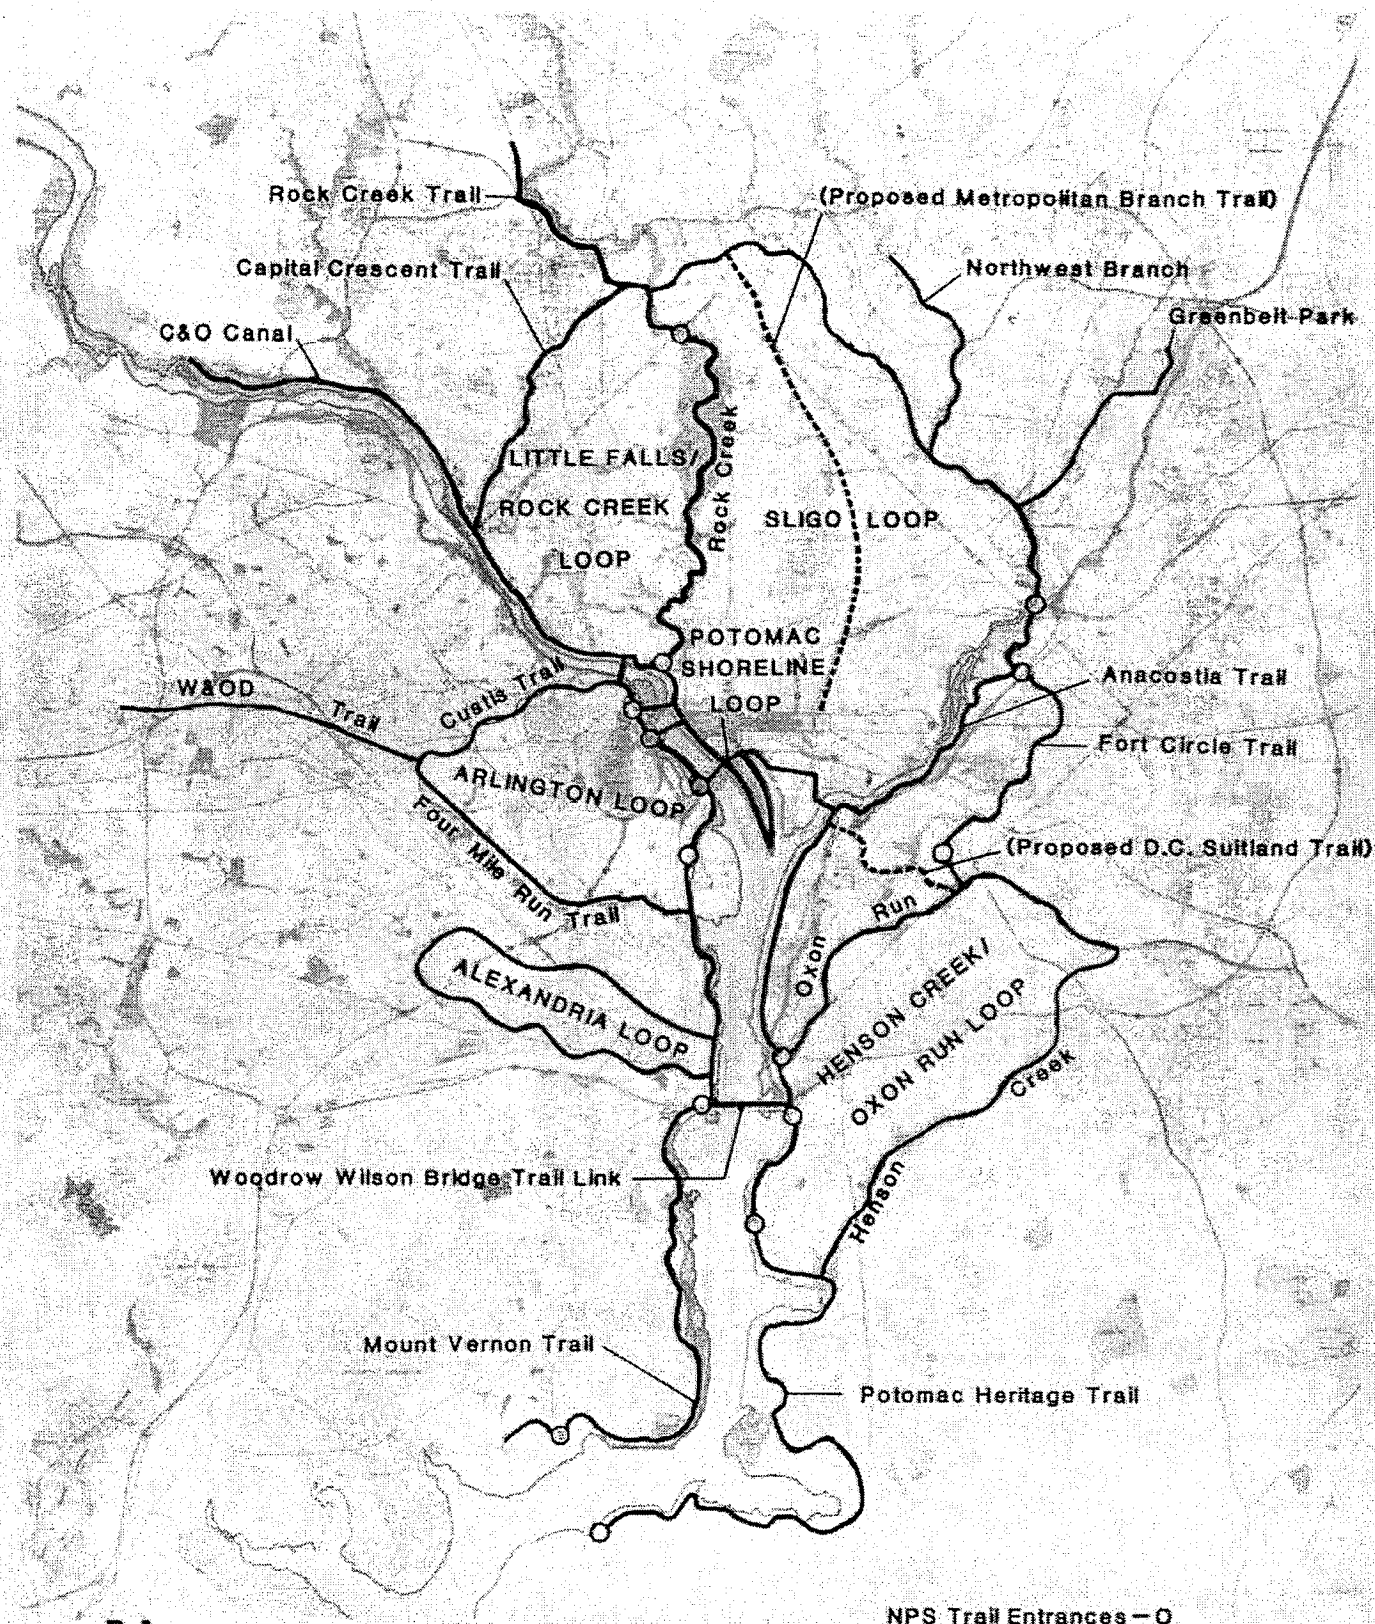 Rock Creek Trail
(Proposed Metropolitan Branch Trail)
Capital Crescent Trail
Northwest Branch
Greenbelt Park
C&O Canal
Rock Creek
LITTLE FALLS/
ROCK CREEK
LOOP
SLIGO LOOP
POTOMAC
SHORELINE
LOOP
Custis Trail
W&OD
Trail
Anacostia Trail
Fort Circle Trail
ARLINGTON LOOP
Four Mile Run Trail
(Proposed D.C. Suitland Trail)
Oxon Run
ALEXANDRIA LOOP
HENSON CREEK/
OXON RUN LOOP
Henson Creek
Woodrow Wilson Bridge Trail Link
Mount Vernon Trail
Potomac Heritage Trail
NPS Trail Entrances — O